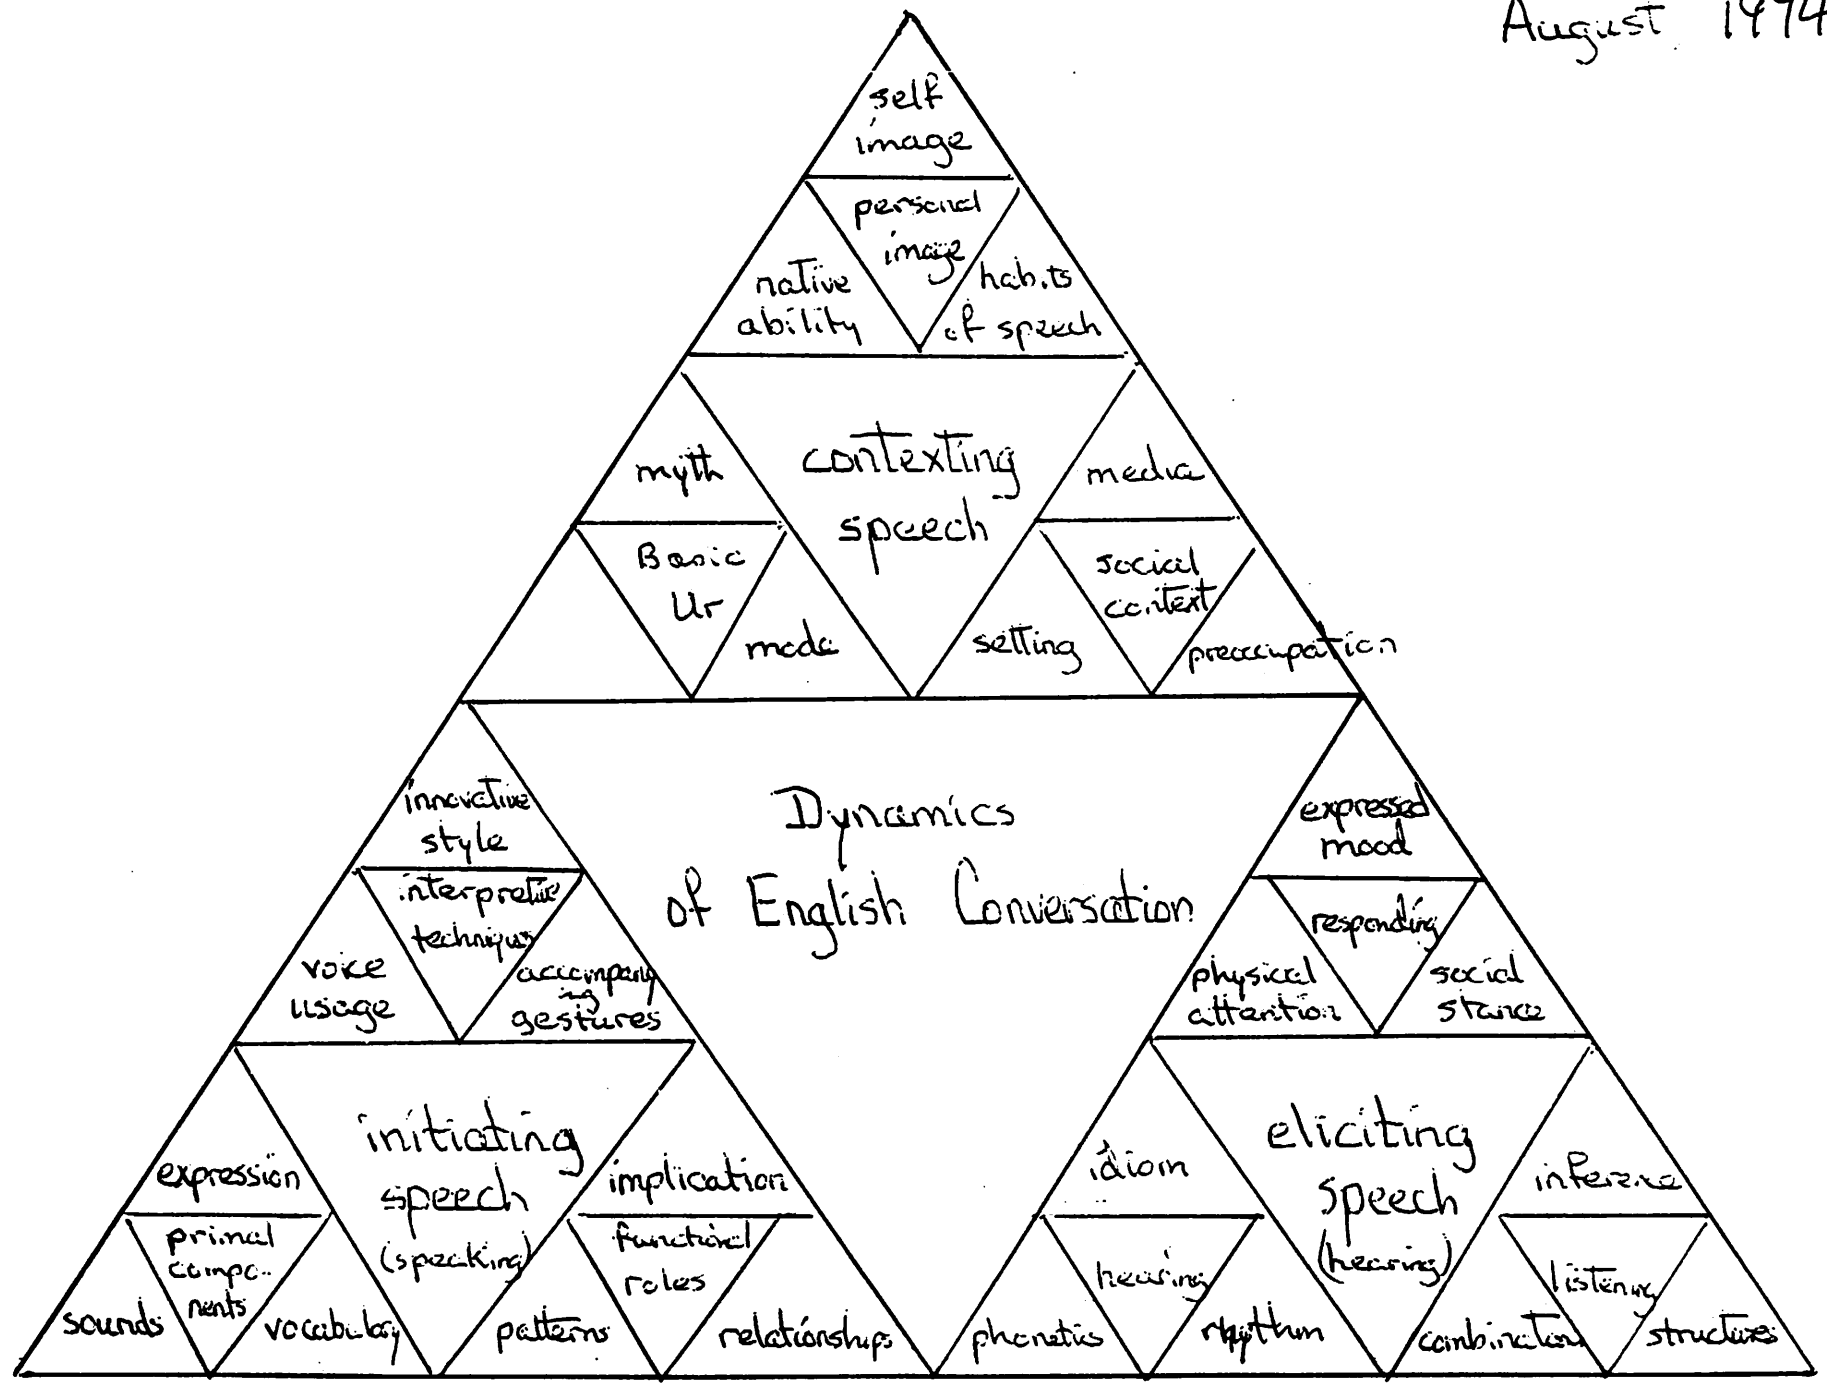 August 1974
self
image
personal
image
native
ability
habits
of speech
contexting
speech
myth
Basic
Ur
mode
media
social
context
setting
preoccupation
Dynamics
of English Conversation
innovative
style
interpretive
techniques
voice
usage
accompany
ing
gestures
initiating
speech
(speaking)
expression
primal
compo-
nents
sounds
vocabulary
implication
functional
roles
patterns
relationships
expressed
mood
responding
physical
attention
social
stance
eliciting
speech
(hearing)
idiom
hearing
phonetics
rhythm
inference
listening
combination
structures